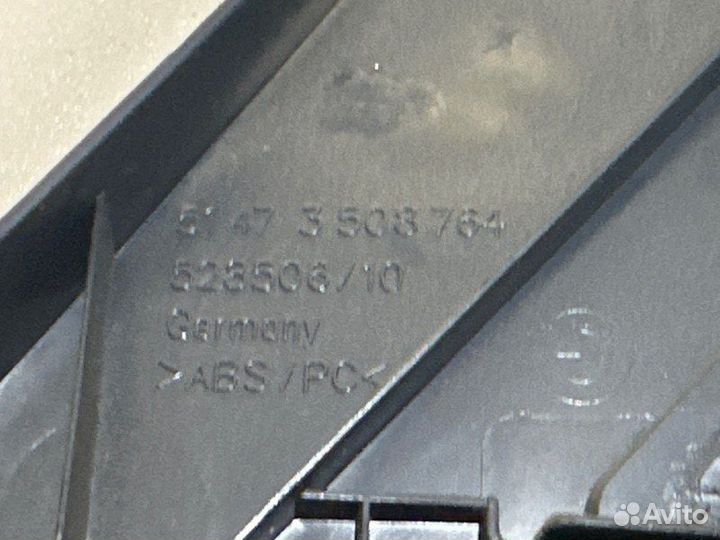 51 47 3 508 764
523506/10
Germany
>ABS/PC<
Avito